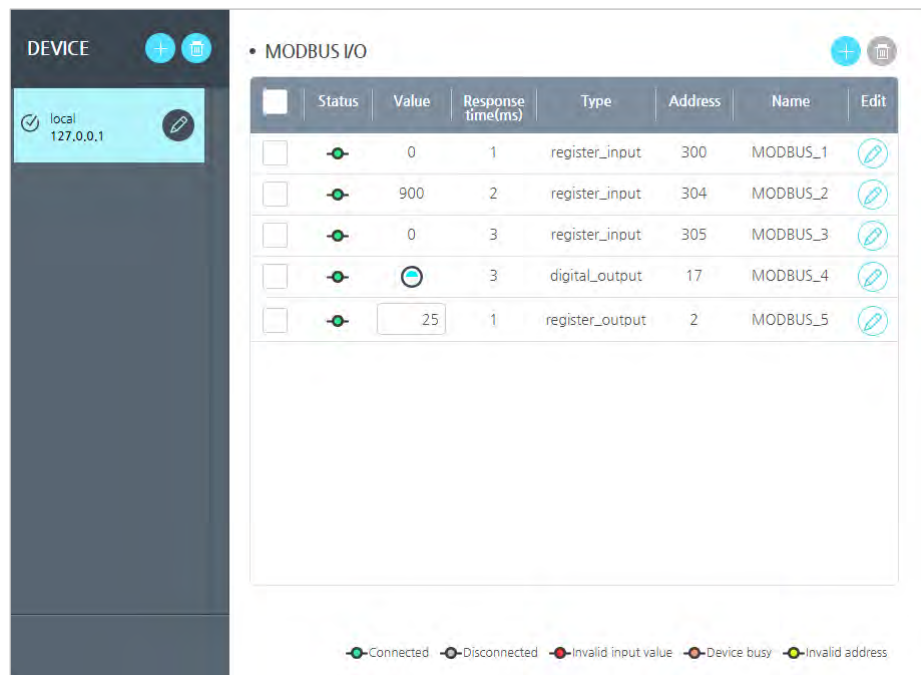 DEVICE
local
127.0.0.1
• MODBUS I/O
Status Value Response time(ms) Type Address Name Edit
0 1 register_input 300 MODBUS_1
900 2 register_input 304 MODBUS_2
0 3 register_input 305 MODBUS_3
3 digital_output 17 MODBUS_4
25 1 register_output 2 MODBUS_5
Connected Disconnected Invalid input value Device busy Invalid address